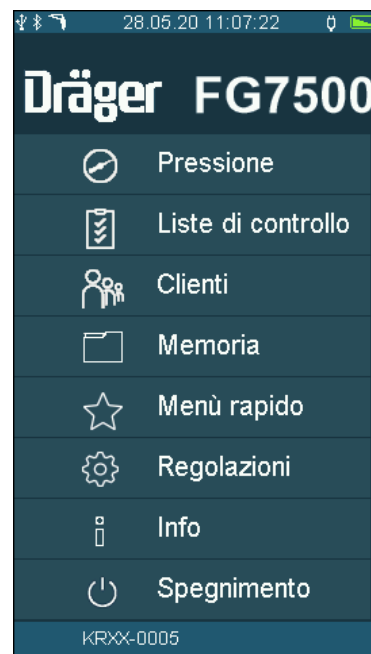 28.05.20 11:07:22
Dräger FG7500
Pressione
Liste di controllo
Clienti
Memoria
Menù rapido
Regolazioni
Info
Spegnimento
KRXX-0005